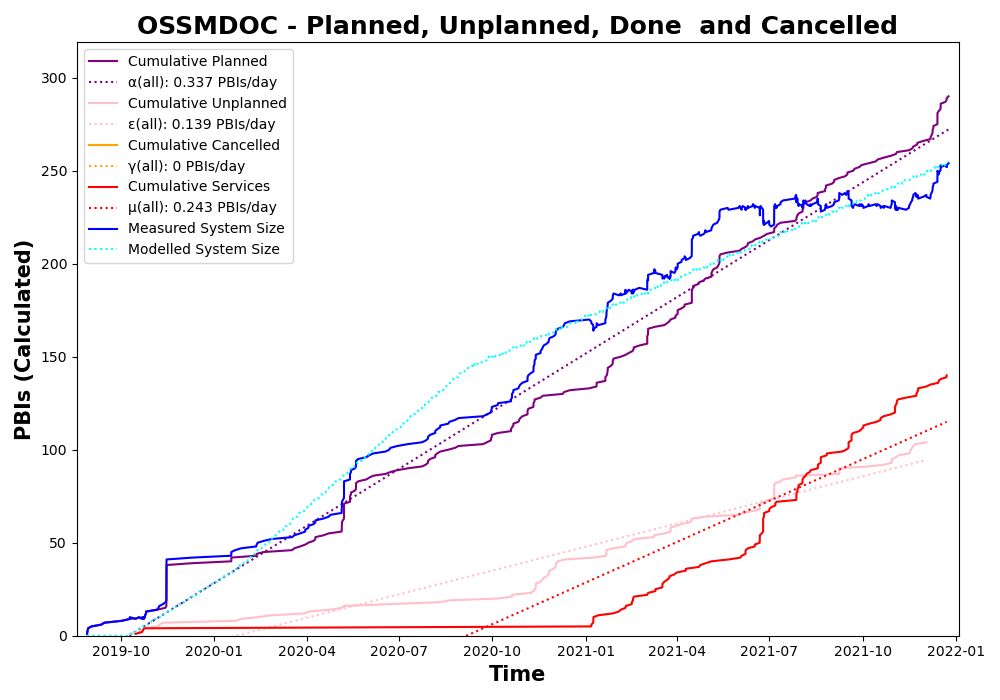 OSSMDOC - Planned, Unplanned, Done  and Cancelled
Cumulative Planned
α(all): 0.337 PBIs/day
Cumulative Unplanned
ε(all): 0.139 PBIs/day
Cumulative Cancelled
γ(all): 0 PBIs/day
Cumulative Services
μ(all): 0.243 PBIs/day
Measured System Size
Modelled System Size
PBIs (Calculated)
300
250
200
150
100
50
0
2019-10 2020-01 2020-04 2020-07 2020-10 2021-01 2021-04 2021-07 2021-10 2022-01
Time